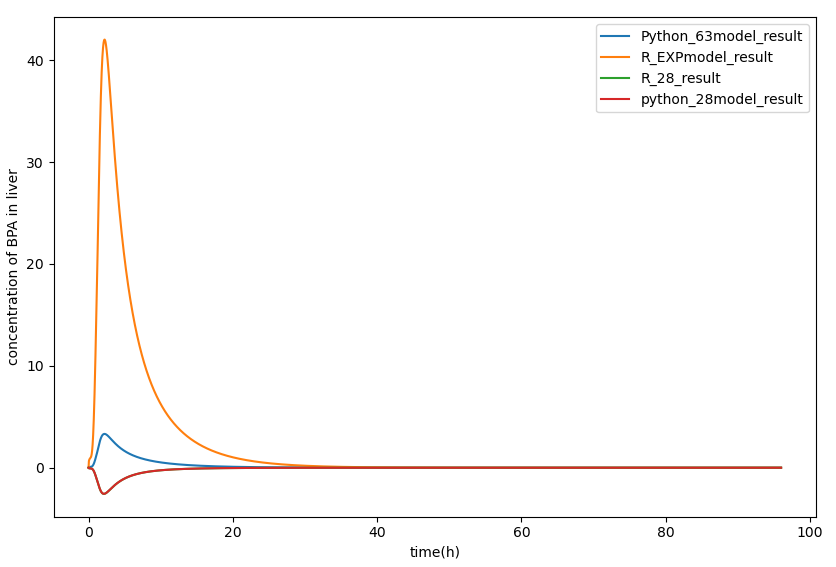 Python_63model_result
R_EXPmodel_result
R_28_result
python_28model_result
40
30
20
10
0
concentration of BPA in liver
0 20 40 60 80 100
time(h)